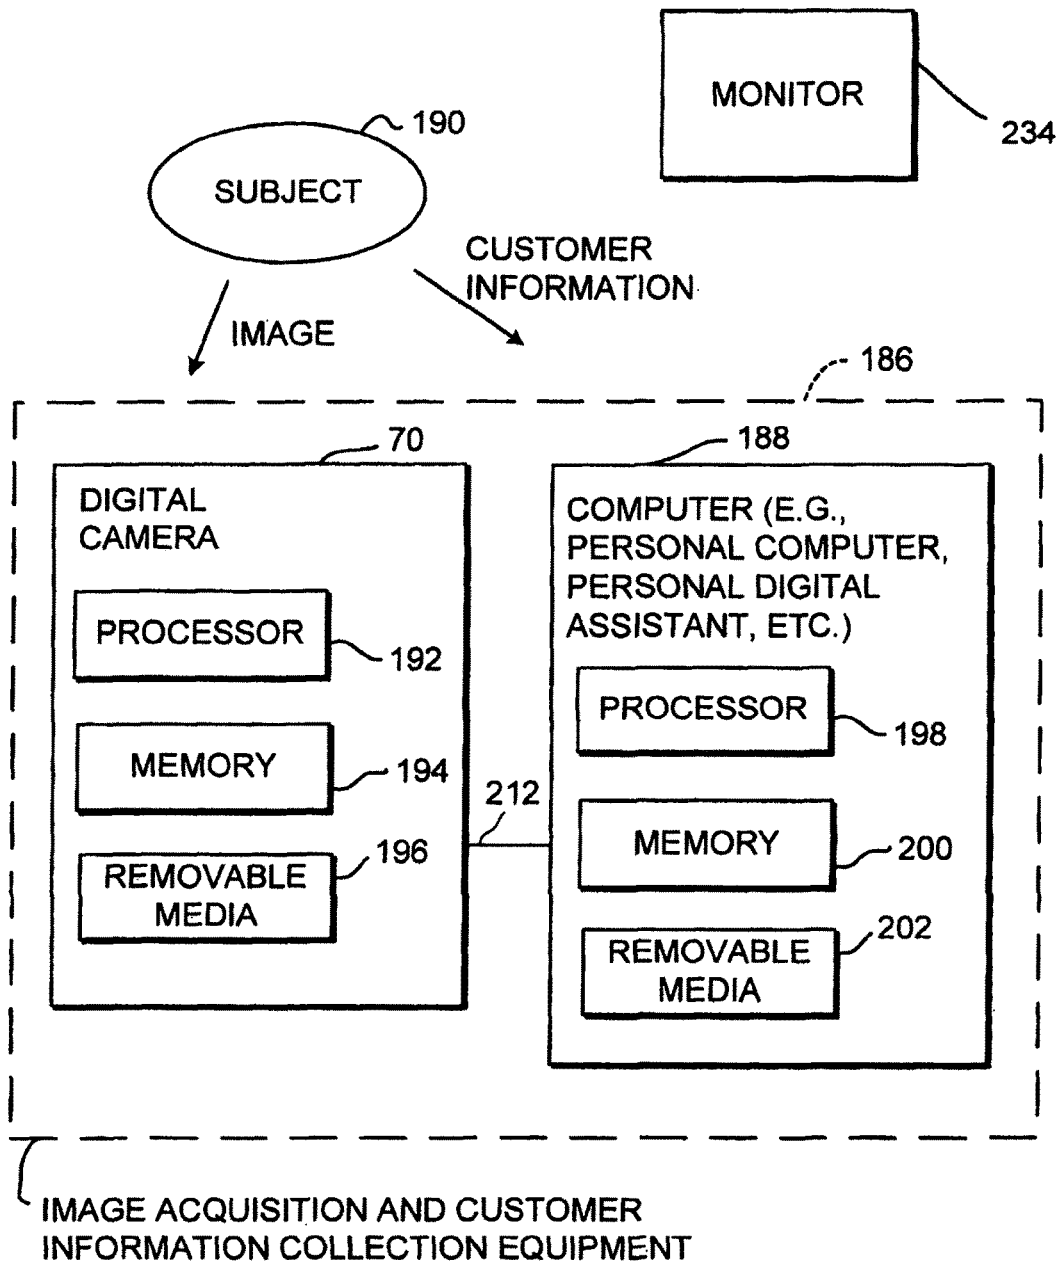 MONITOR
234
190
SUBJECT
CUSTOMER
INFORMATION
IMAGE
186
70
188
DIGITAL
CAMERA
PROCESSOR
192
MEMORY
194
196
REMOVABLE
MEDIA
212
COMPUTER (E.G.,
PERSONAL COMPUTER,
PERSONAL DIGITAL
ASSISTANT, ETC.)
PROCESSOR
198
MEMORY
200
202
REMOVABLE
MEDIA
IMAGE ACQUISITION AND CUSTOMER
INFORMATION COLLECTION EQUIPMENT